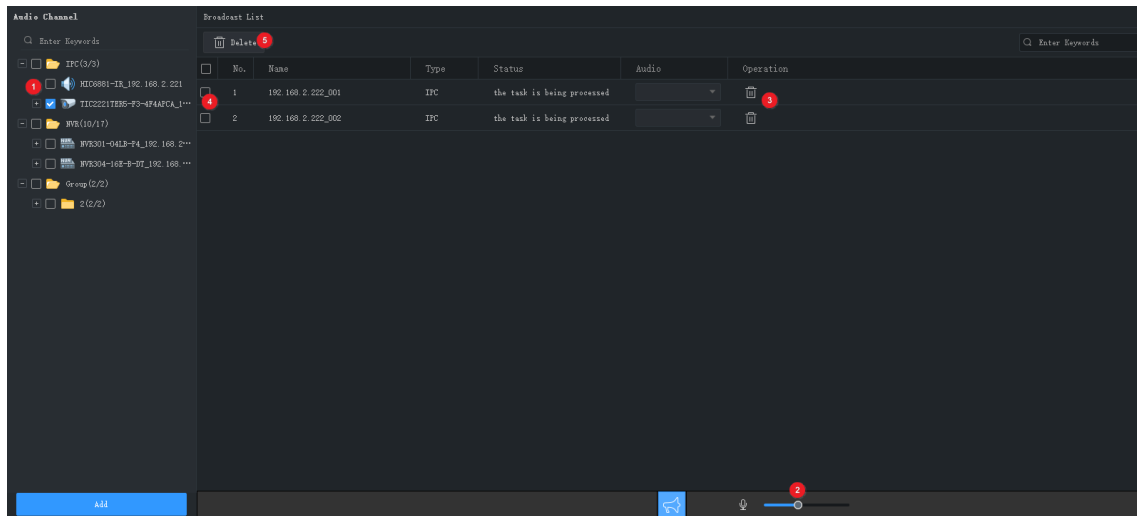 Audio Channel
Broadcast List
Enter Keywords
Delete
5
Enter Keywords
IPC(3/3)
No.
Name
Type
Status
Audio
Operation
1
HIC6881-IR_192.168.2.221
1
192.168.2.222_001
IPC
the task is being processed
3
4
2
192.168.2.222_002
IPC
the task is being processed
NVR(10/17)
NVR301-04LB-P4_192.168.2···
NVR304-16E-B-DT_192.168.···
Group(2/2)
2(2/2)
2
Add